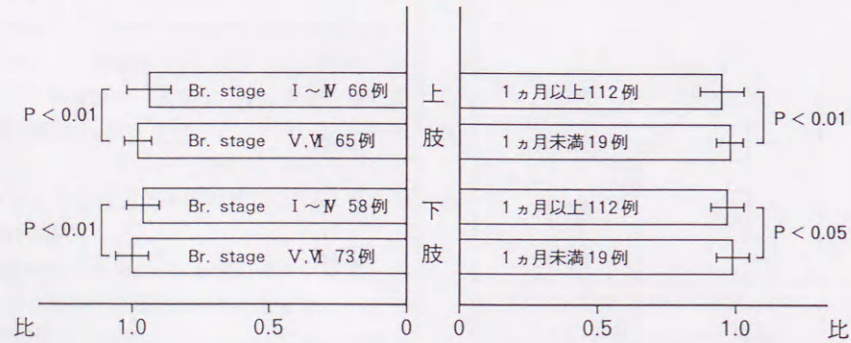 Br. stage Ⅰ～Ⅳ 66例
P < 0.01
Br. stage Ⅴ.Ⅵ 65例
Br. stage Ⅰ～Ⅳ 58例
P < 0.01
Br. stage Ⅴ.Ⅵ 73例
上肢
下肢
1ヵ月以上112例
P < 0.01
1ヵ月未満19例
1ヵ月以上112例
P < 0.05
1ヵ月未満19例
比 1.0 0.5 0
0 0.5 1.0 比